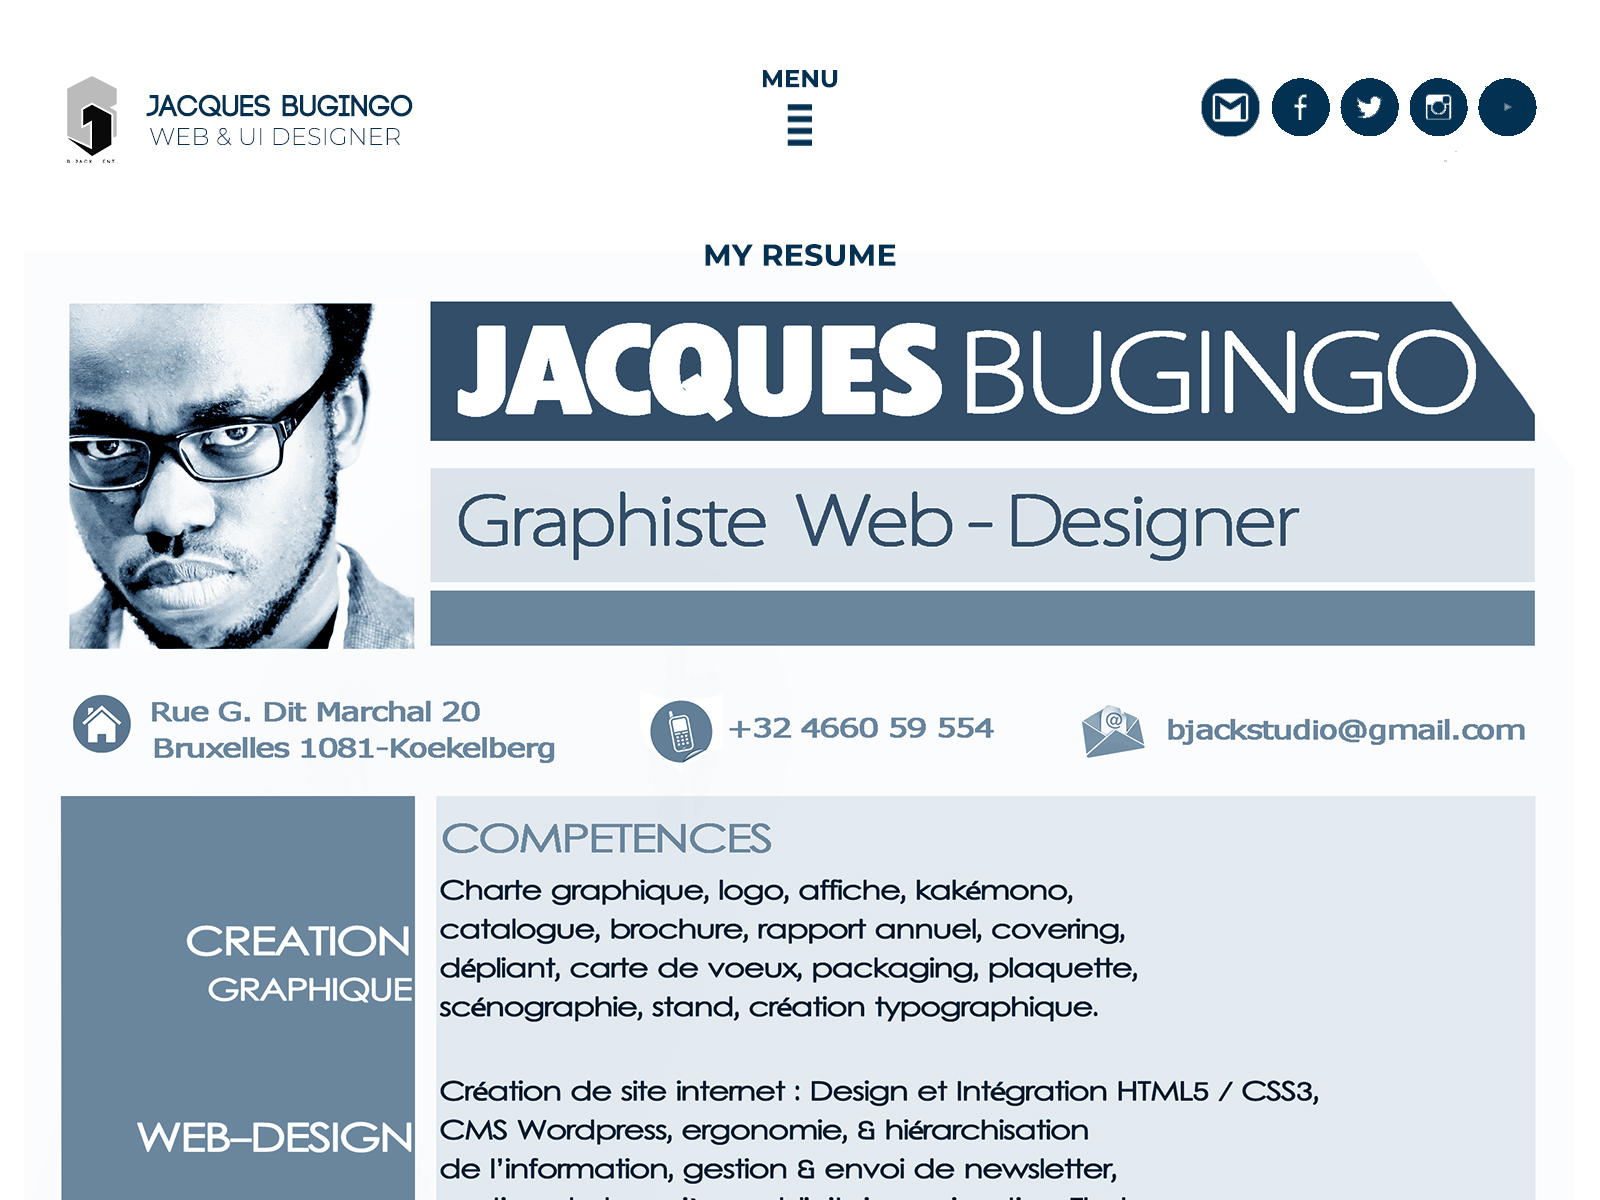 JACQUES BUGINGO
WEB & UI DESIGNER
MENU
MY RESUME
JACQUES BUGINGO
Graphiste Web-Designer
Rue G. Dit Marchal 20
Bruxelles 1081-Koekelberg
+32 4660 59 554
bjackstudio@gmail.com
CREATION
GRAPHIQUE
COMPETENCES
Charte graphique, logo, affiche, kakémono,
catalogue, brochure, rapport annuel, covering,
dépliant, carte de voeux, packaging, plaquette,
scénographie, stand, création typographique.
WEB–DESIGN
Création de site internet : Design et Intégration HTML5 / CSS3,
CMS Wordpress, ergonomie, & hiérarchisation
de l'information, gestion & envoi de newsletter,